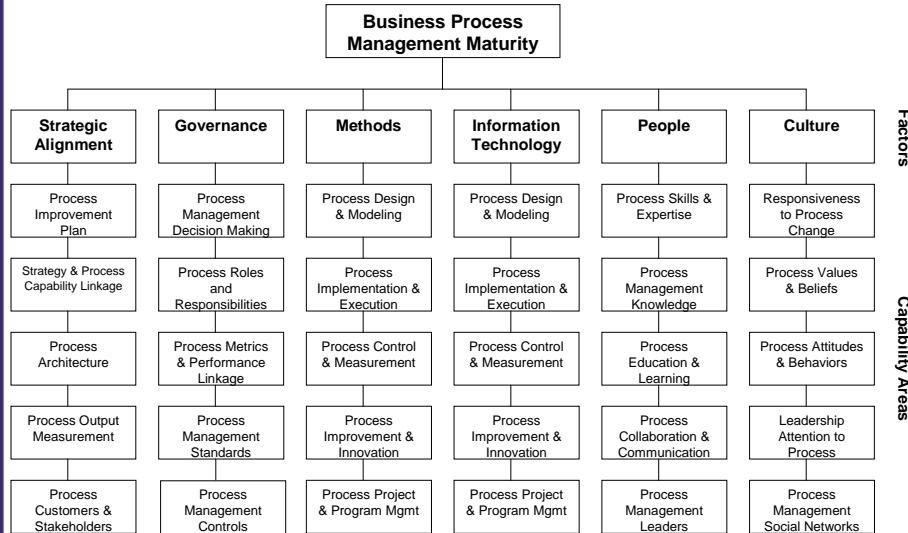 Business Process
Management Maturity
Strategic
Alignment
Governance
Methods
Information
Technology
People
Culture
Factors
Process
Improvement
Plan
Process
Management
Decision Making
Process Design
& Modeling
Process Design
& Modeling
Process Skills &
Expertise
Responsiveness
to Process
Change
Strategy & Process
Capability Linkage
Process Roles
and
Responsibilities
Process
Implementation &
Execution
Process
Implementation &
Execution
Process
Management
Knowledge
Process Values
& Beliefs
Capability Areas
Process
Architecture
Process Metrics
& Performance
Linkage
Process Control
& Measurement
Process Control
& Measurement
Process
Education &
Learning
Process Attitudes
& Behaviors
Process Output
Measurement
Process
Management
Standards
Process
Improvement &
Innovation
Process
Improvement &
Innovation
Process
Collaboration &
Communication
Leadership
Attention to
Process
Process
Customers &
Stakeholders
Process
Management
Controls
Process Project
& Program Mgmt
Process Project
& Program Mgmt
Process
Management
Leaders
Process
Management
Social Networks